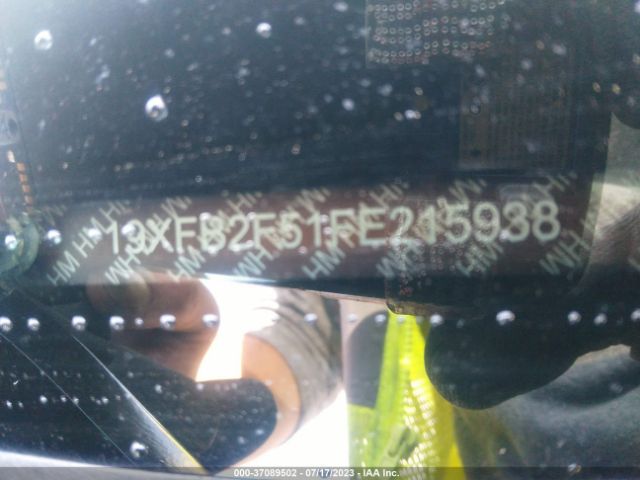 19XFB2F51FE215938
000-37089502 - 07/17/2023 - IAA Inc.